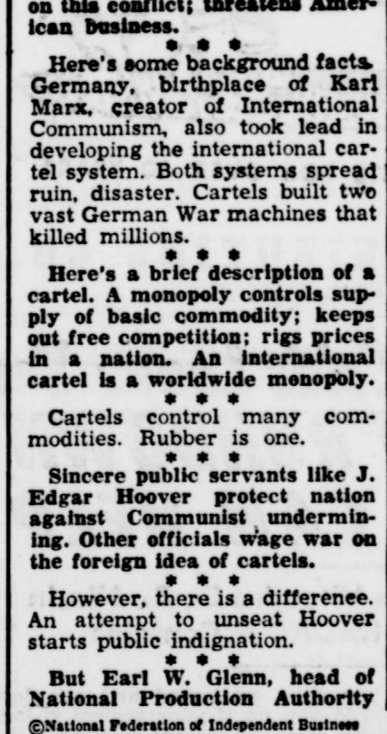 on this conflict; threatens Amer-
ican business.
* * *
Here's some background facts.
Germany, birthplace of Karl
Marx, creator of International
Communism, also took lead in
developing the international car-
tel system. Both systems spread
ruin, disaster. Cartels built two
vast German War machines that
killed millions.
* * *
Here's a brief description of a
cartel. A monopoly controls sup-
ply of basic commodity; keeps
out free competition; rigs prices
in a nation. An international
cartel is a worldwide monopoly.
* * *
Cartels control many com-
modities. Rubber is one.
* * *
Sincere public servants like J.
Edgar Hoover protect nation
against Communist undermin-
ing. Other officials wage war on
the foreign idea of cartels.
* * *
However, there is a difference.
An attempt to unseat Hoover
starts public indignation.
* * *
But Earl W. Glenn, head of
National Production Authority
©National Federation of Independent Business